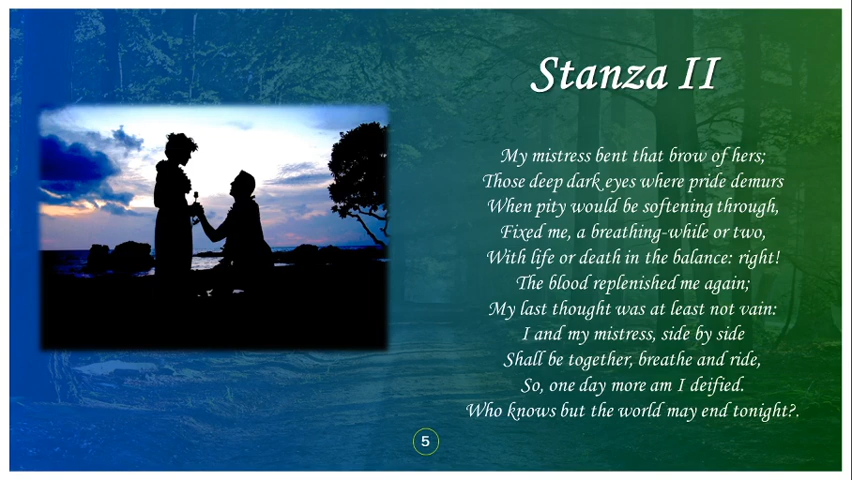 Stanza II
My mistress bent that brow of hers;
Those deep dark eyes where pride demurs
When pity would be softening through,
Fixed me, a breathing-while or two,
With life or death in the balance: right!
The blood replenished me again;
My last thought was at least not vain:
I and my mistress, side by side
Shall be together, breathe and ride,
So, one day more am I deified.
Who knows but the world may end tonight?.
5